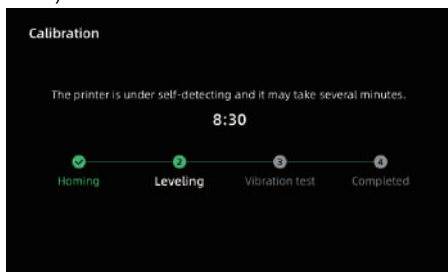 Calibration
The printer is under self-detecting and it may take several minutes.
8:30
2 3 4
Homing Leveling Vibration test Completed